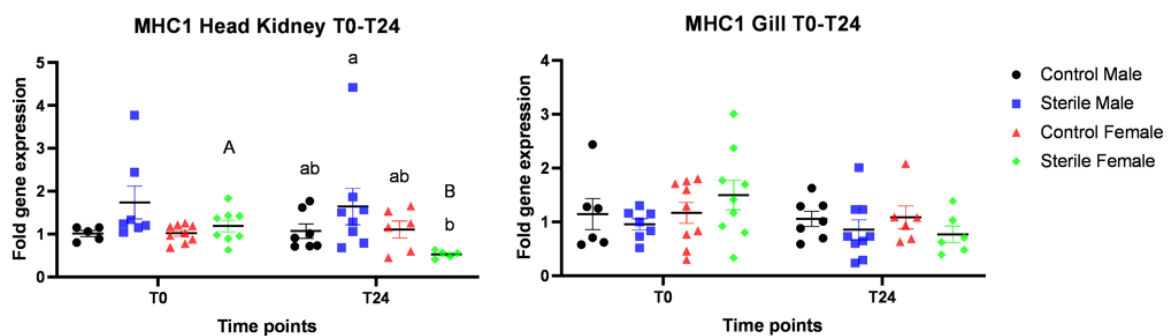 MHC1 Head Kidney T0-T24
Fold gene expression
5
4
3
2
1
0
A
ab
a
ab
B
b
T0
T24
Time points
MHC1 Gill T0-T24
Fold gene expression
4
3
2
1
0
T0
T24
Time points
Control Male
Sterile Male
Control Female
Sterile Female